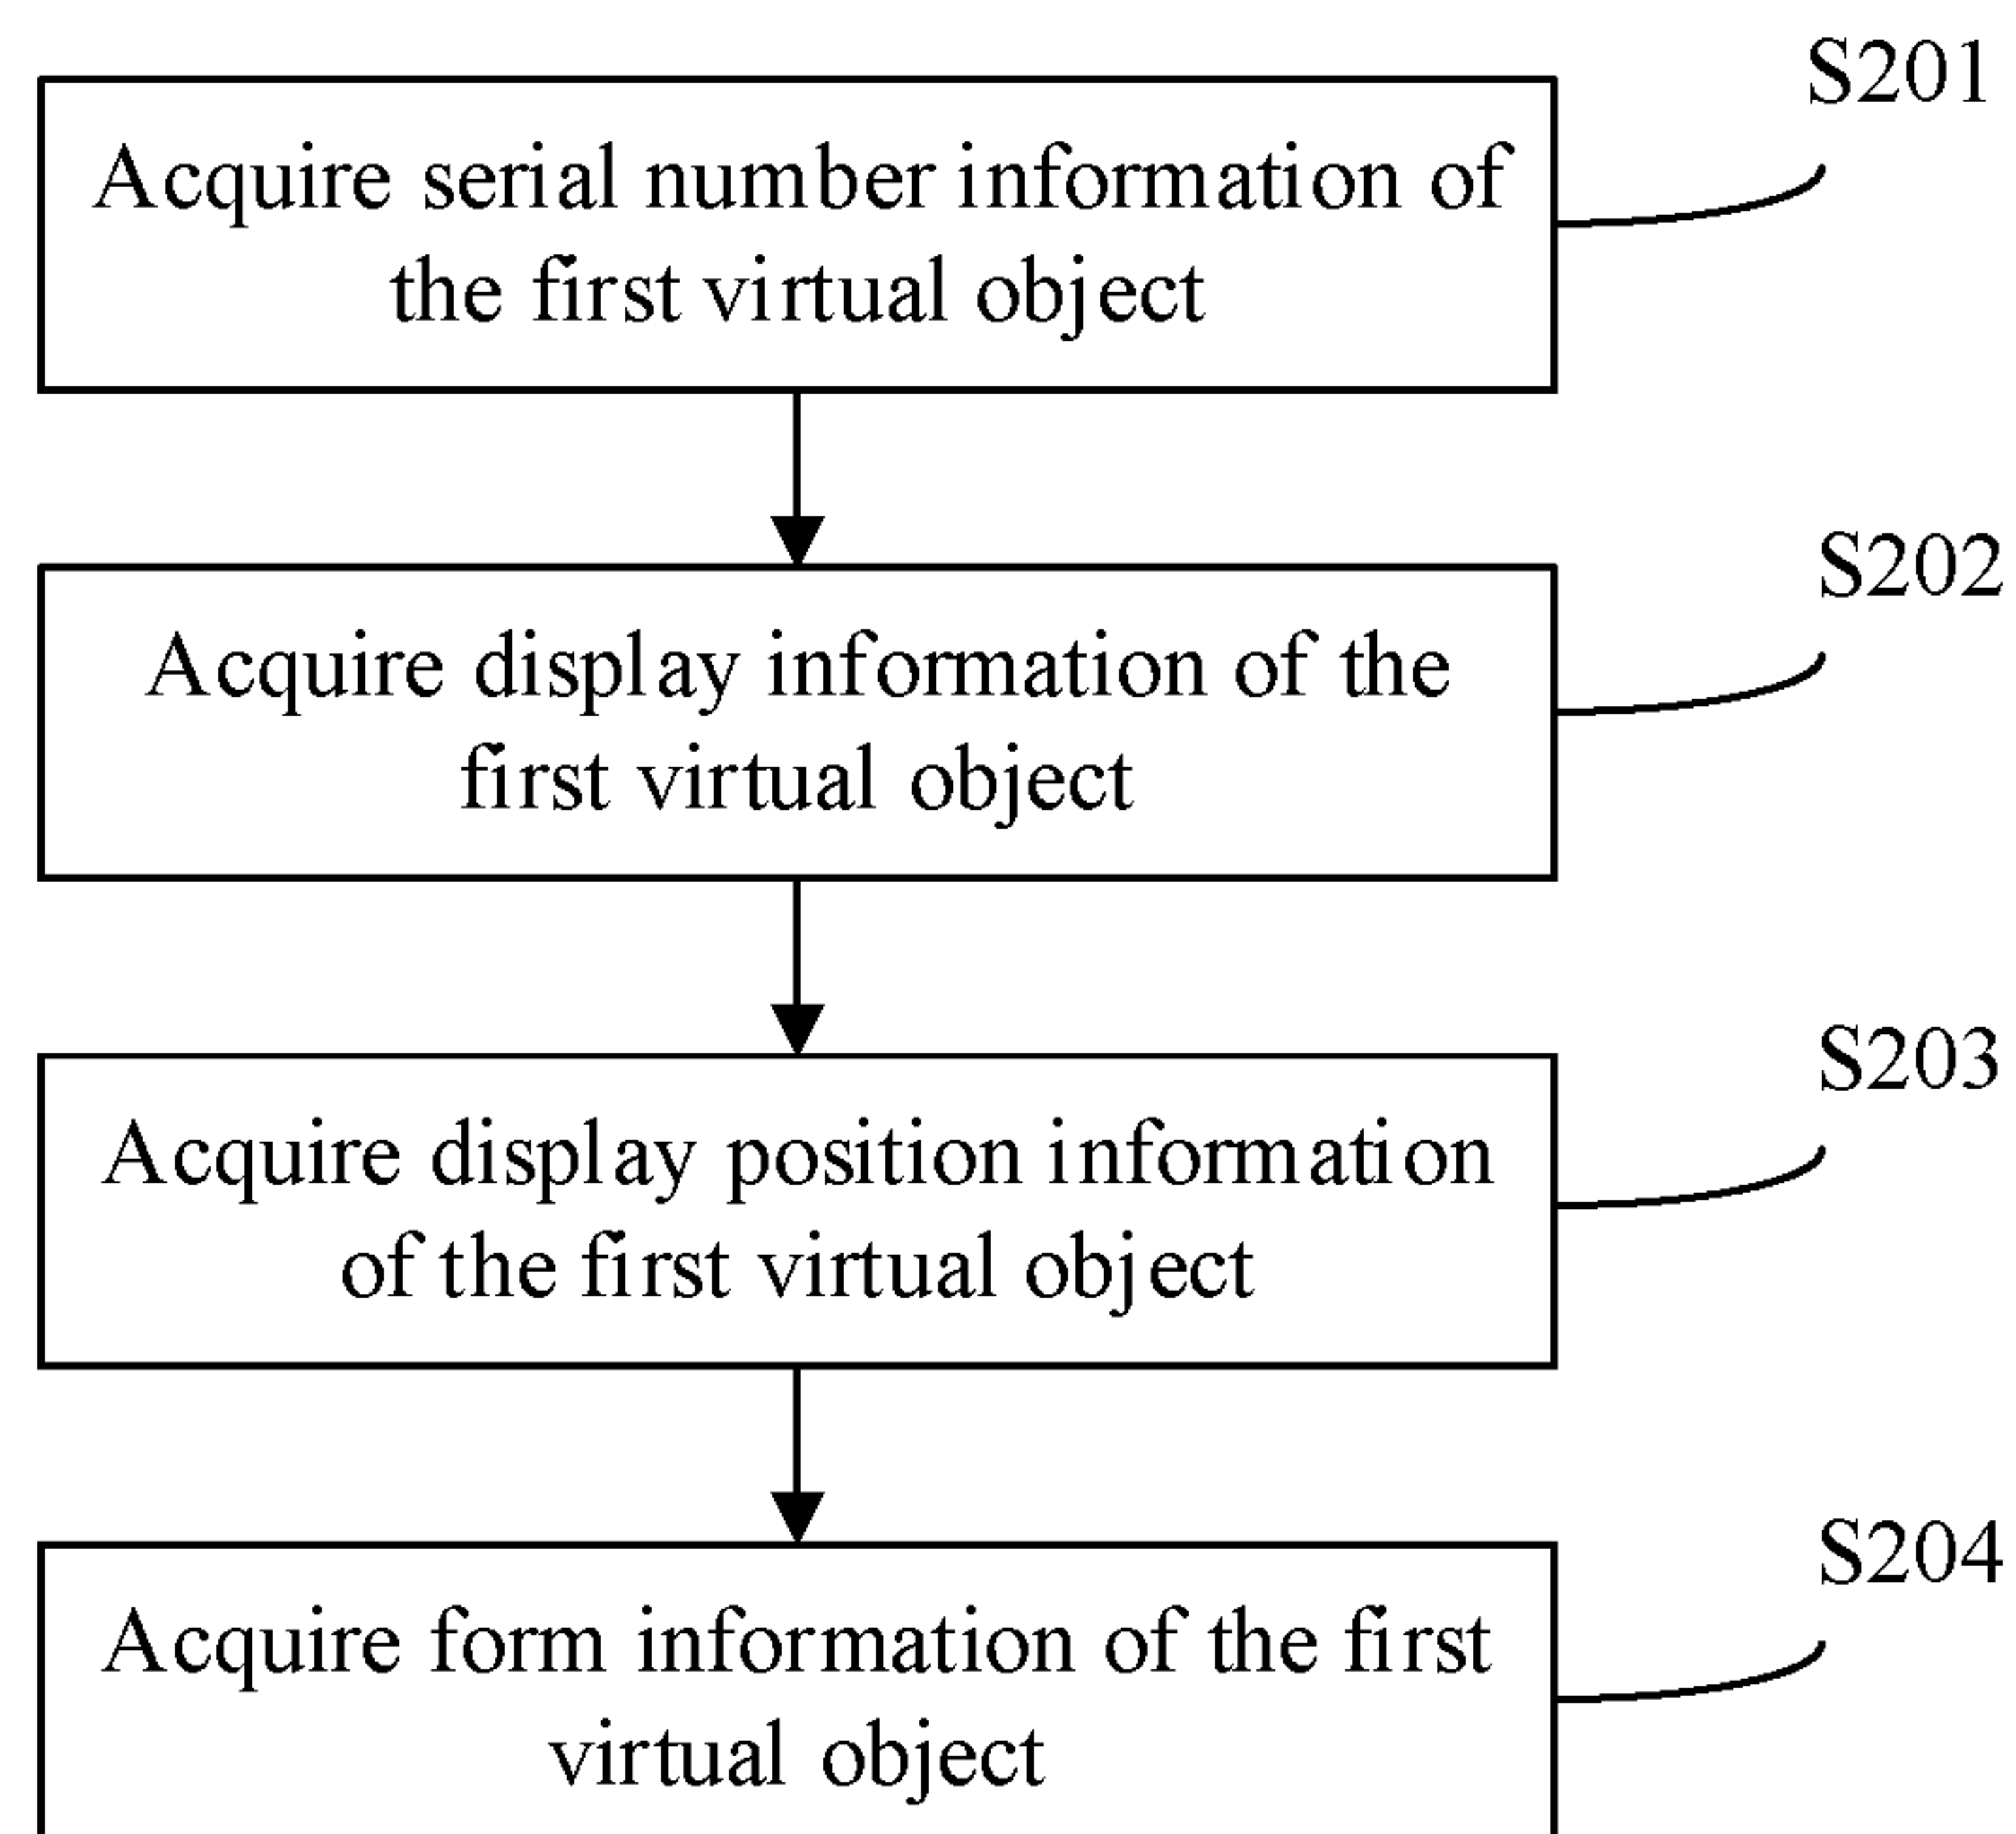 S201
Acquire serial number information of
the first virtual object
S202
Acquire display information of the
first virtual object
S203
Acquire display position information
of the first virtual object
S204
Acquire form information of the first
virtual object